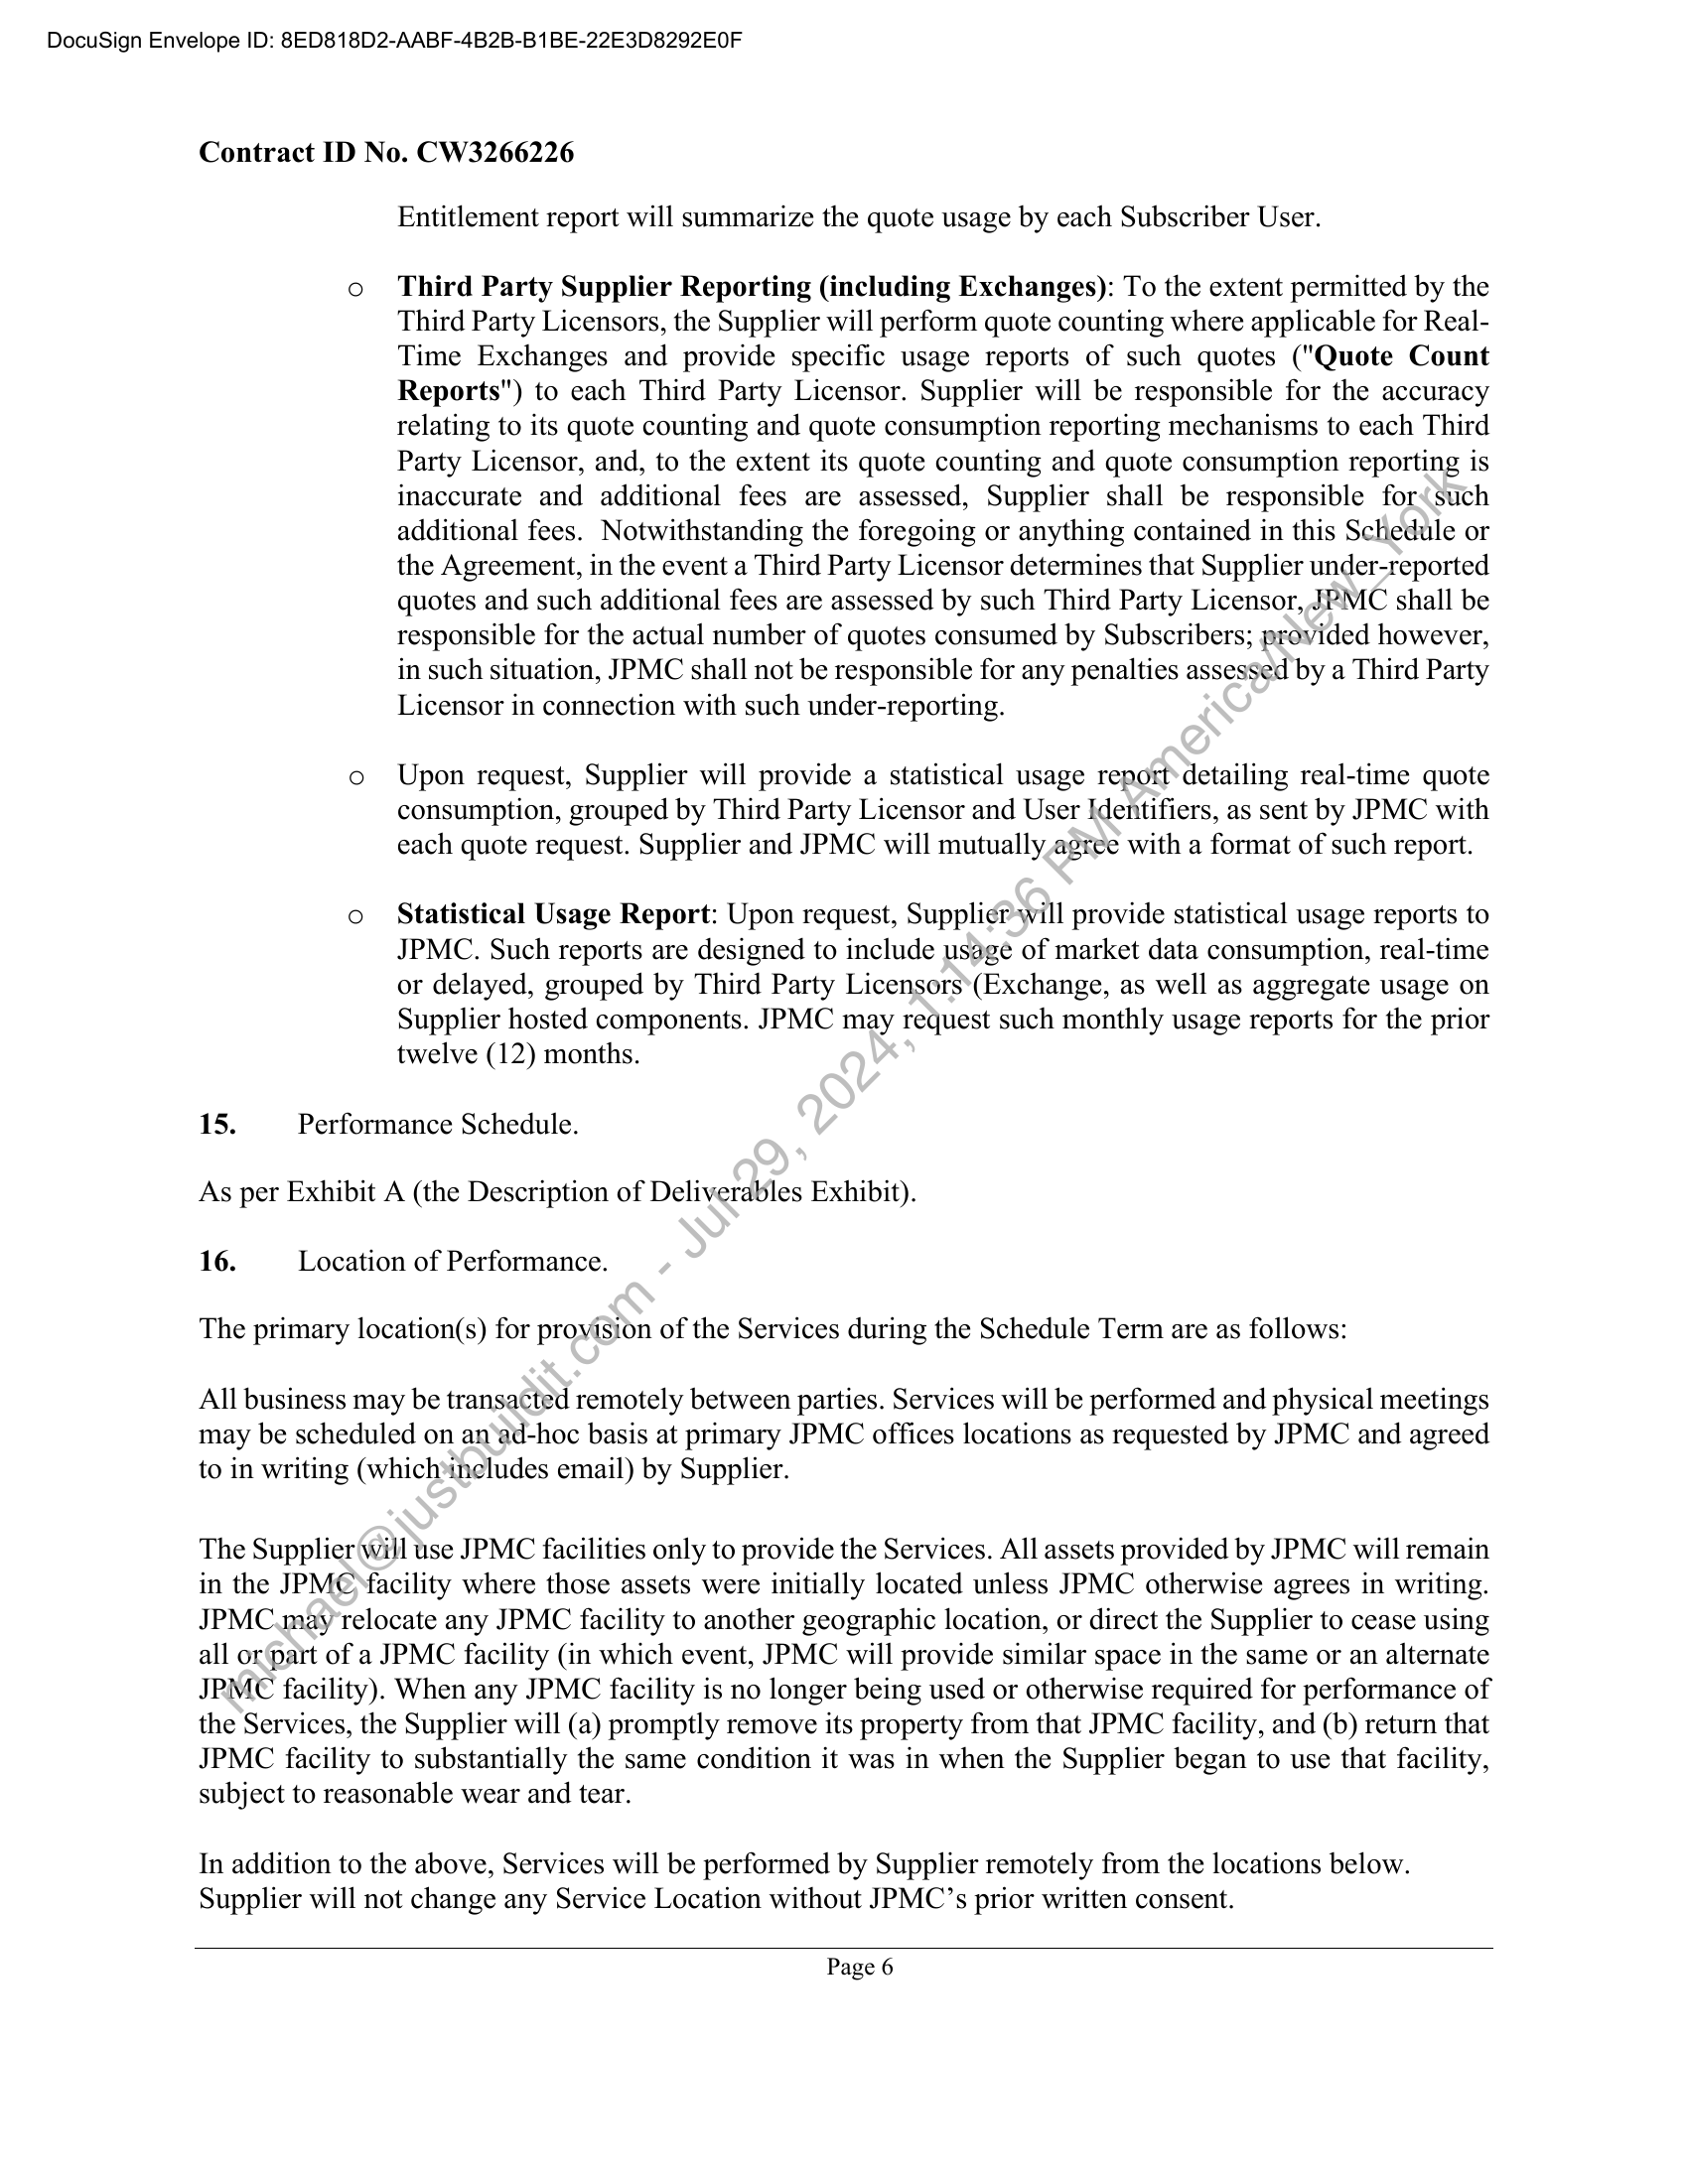 DocuSign Envelope ID: 8ED818D2-AABF-4B2B-B1BE-22E3D8292E0F
Contract ID No. CW3266226
Entitlement report will summarize the quote usage by each Subscriber User.
o Third Party Supplier Reporting (including Exchanges): To the extent permitted by the
Third Party Licensors, the Supplier will perform quote counting where applicable for Real-
Time Exchanges and provide specific usage reports of such quotes ("Quote Count
Reports") to each Third Party Licensor. Supplier will be responsible for the accuracy
relating to its quote counting and quote consumption reporting mechanisms to each Third
Party Licensor, and, to the extent its quote counting and quote consumption reporting is
inaccurate and additional fees are assessed, Supplier shall be responsible for such
additional fees.  Notwithstanding the foregoing or anything contained in this Schedule or
the Agreement, in the event a Third Party Licensor determines that Supplier under-reported
quotes and such additional fees are assessed by such Third Party Licensor, JPMC shall be
responsible for the actual number of quotes consumed by Subscribers; provided however,
in such situation, JPMC shall not be responsible for any penalties assessed by a Third Party
Licensor in connection with such under-reporting.
o Upon request, Supplier will provide a statistical usage report detailing real-time quote
consumption, grouped by Third Party Licensor and User Identifiers, as sent by JPMC with
each quote request. Supplier and JPMC will mutually agree with a format of such report.
o Statistical Usage Report: Upon request, Supplier will provide statistical usage reports to
JPMC. Such reports are designed to include usage of market data consumption, real-time
or delayed, grouped by Third Party Licensors (Exchange, as well as aggregate usage on
Supplier hosted components. JPMC may request such monthly usage reports for the prior
twelve (12) months.
15. Performance Schedule.
As per Exhibit A (the Description of Deliverables Exhibit).
16. Location of Performance.
The primary location(s) for provision of the Services during the Schedule Term are as follows:
All business may be transacted remotely between parties. Services will be performed and physical meetings
may be scheduled on an ad-hoc basis at primary JPMC offices locations as requested by JPMC and agreed
to in writing (which includes email) by Supplier.
The Supplier will use JPMC facilities only to provide the Services. All assets provided by JPMC will remain
in the JPMC facility where those assets were initially located unless JPMC otherwise agrees in writing.
JPMC may relocate any JPMC facility to another geographic location, or direct the Supplier to cease using
all or part of a JPMC facility (in which event, JPMC will provide similar space in the same or an alternate
JPMC facility). When any JPMC facility is no longer being used or otherwise required for performance of
the Services, the Supplier will (a) promptly remove its property from that JPMC facility, and (b) return that
JPMC facility to substantially the same condition it was in when the Supplier began to use that facility,
subject to reasonable wear and tear.
In addition to the above, Services will be performed by Supplier remotely from the locations below.
Supplier will not change any Service Location without JPMC’s prior written consent.
Page 6
michael@justbuildit.com - Jul 29, 2024, 1:14:36 PM America/New_York